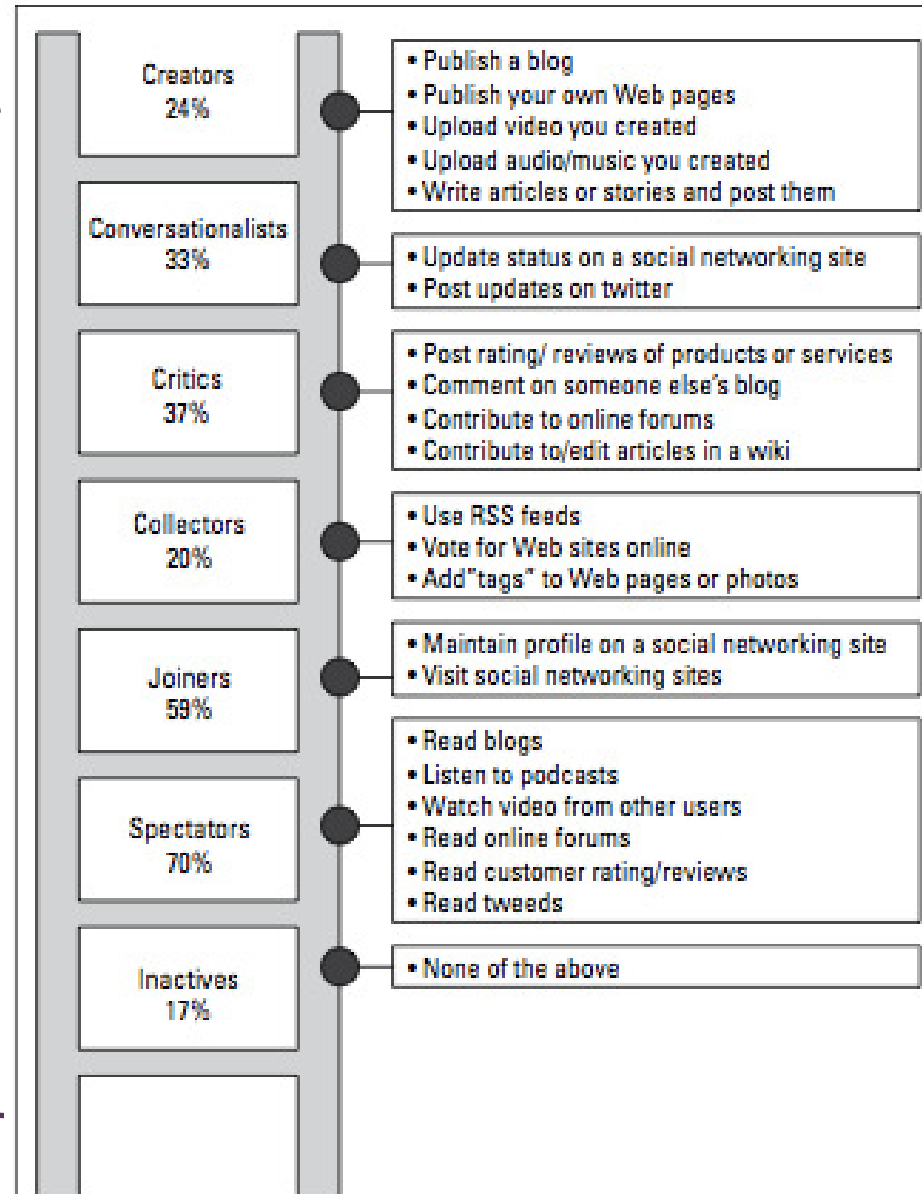 Creators
24%
• Publish a blog
• Publish your own Web pages
• Upload video you created
• Upload audio/music you created
• Write articles or stories and post them
Conversationalists
33%
• Update status on a social networking site
• Post updates on twitter
Critics
37%
• Post rating/ reviews of products or services
• Comment on someone else's blog
• Contribute to online forums
• Contribute to/edit articles in a wiki
Collectors
20%
• Use RSS feeds
• Vote for Web sites online
• Add"tags" to Web pages or photos
Joiners
59%
• Maintain profile on a social networking site
• Visit social networking sites
Spectators
70%
• Read blogs
• Listen to podcasts
• Watch video from other users
• Read online forums
• Read customer rating/reviews
• Read tweeds
Inactives
17%
• None of the above